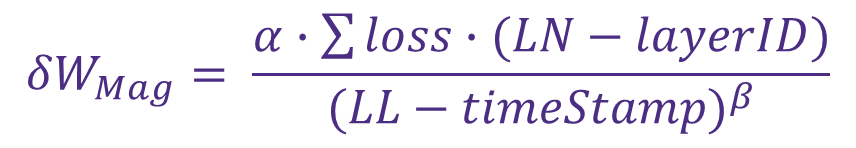 δW_Mag = α · ∑ loss · (LN − layerID) / (LL − timeStamp)^β